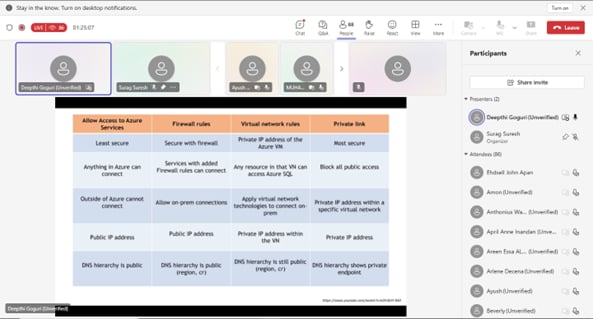 Stay in the know. Turn on desktop notifications.
Turn on
LIVE
86
01:25:07
Chat
Q&A
People
88
Raise
React
View
More
Camera
Mic
Share
Leave
Deepthi Goguri (Unverified)
Surag Suresh
Ayush ...
Participants
Share invite
Presenters (2)
Deepthi Goguri (Unverified)
Surag Suresh
Organizer
Attendees (86)
Ehdsell John Apan
Amon (Unverified)
Anthonius Wa... (Unverified)
April Anne Inandan (Unve...
Areen Essa AL... (Unverified)
Arlene Decena (Unverified)
Ayush (Unverified)
Beverly (Unverified)
Allow Access to Azure Services
Firewall rules
Virtual network rules
Private link
Least secure
Secure with firewall
Private IP address of the Azure VN
Most secure
Anything in Azure can connect
Services with added Firewall rules can connect
Any resource in that VN can access Azure SQL
Block all public access
Outside of Azure cannot connect
Allow on-prem connections
Apply virtual network technologies to connect on-prem
Private IP address within a specific virtual network
Public IP address
Public IP address
Private IP address within the VN
Private IP address
DNS hierarchy is public
DNS hierarchy is public (region, cr)
DNS hierarchy is still public (region, cr)
DNS hierarchy shows private endpoint
Deepthi Goguri (Unverified)